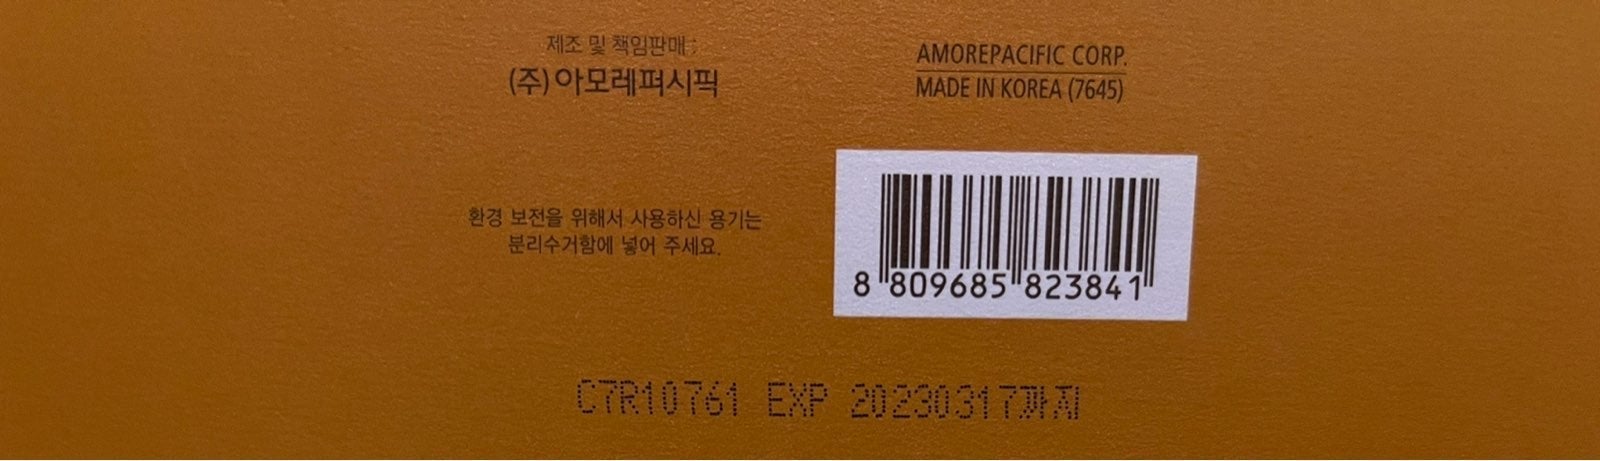 제조 및 책임판매 :
(주)아모레퍼시픽
AMOREPACIFIC CORP.
MADE IN KOREA (7645)
환경 보전을 위해서 사용하신 용기는
분리수거함에 넣어 주세요.
8 809685 823841
C7R10761 EXP 20230317까지